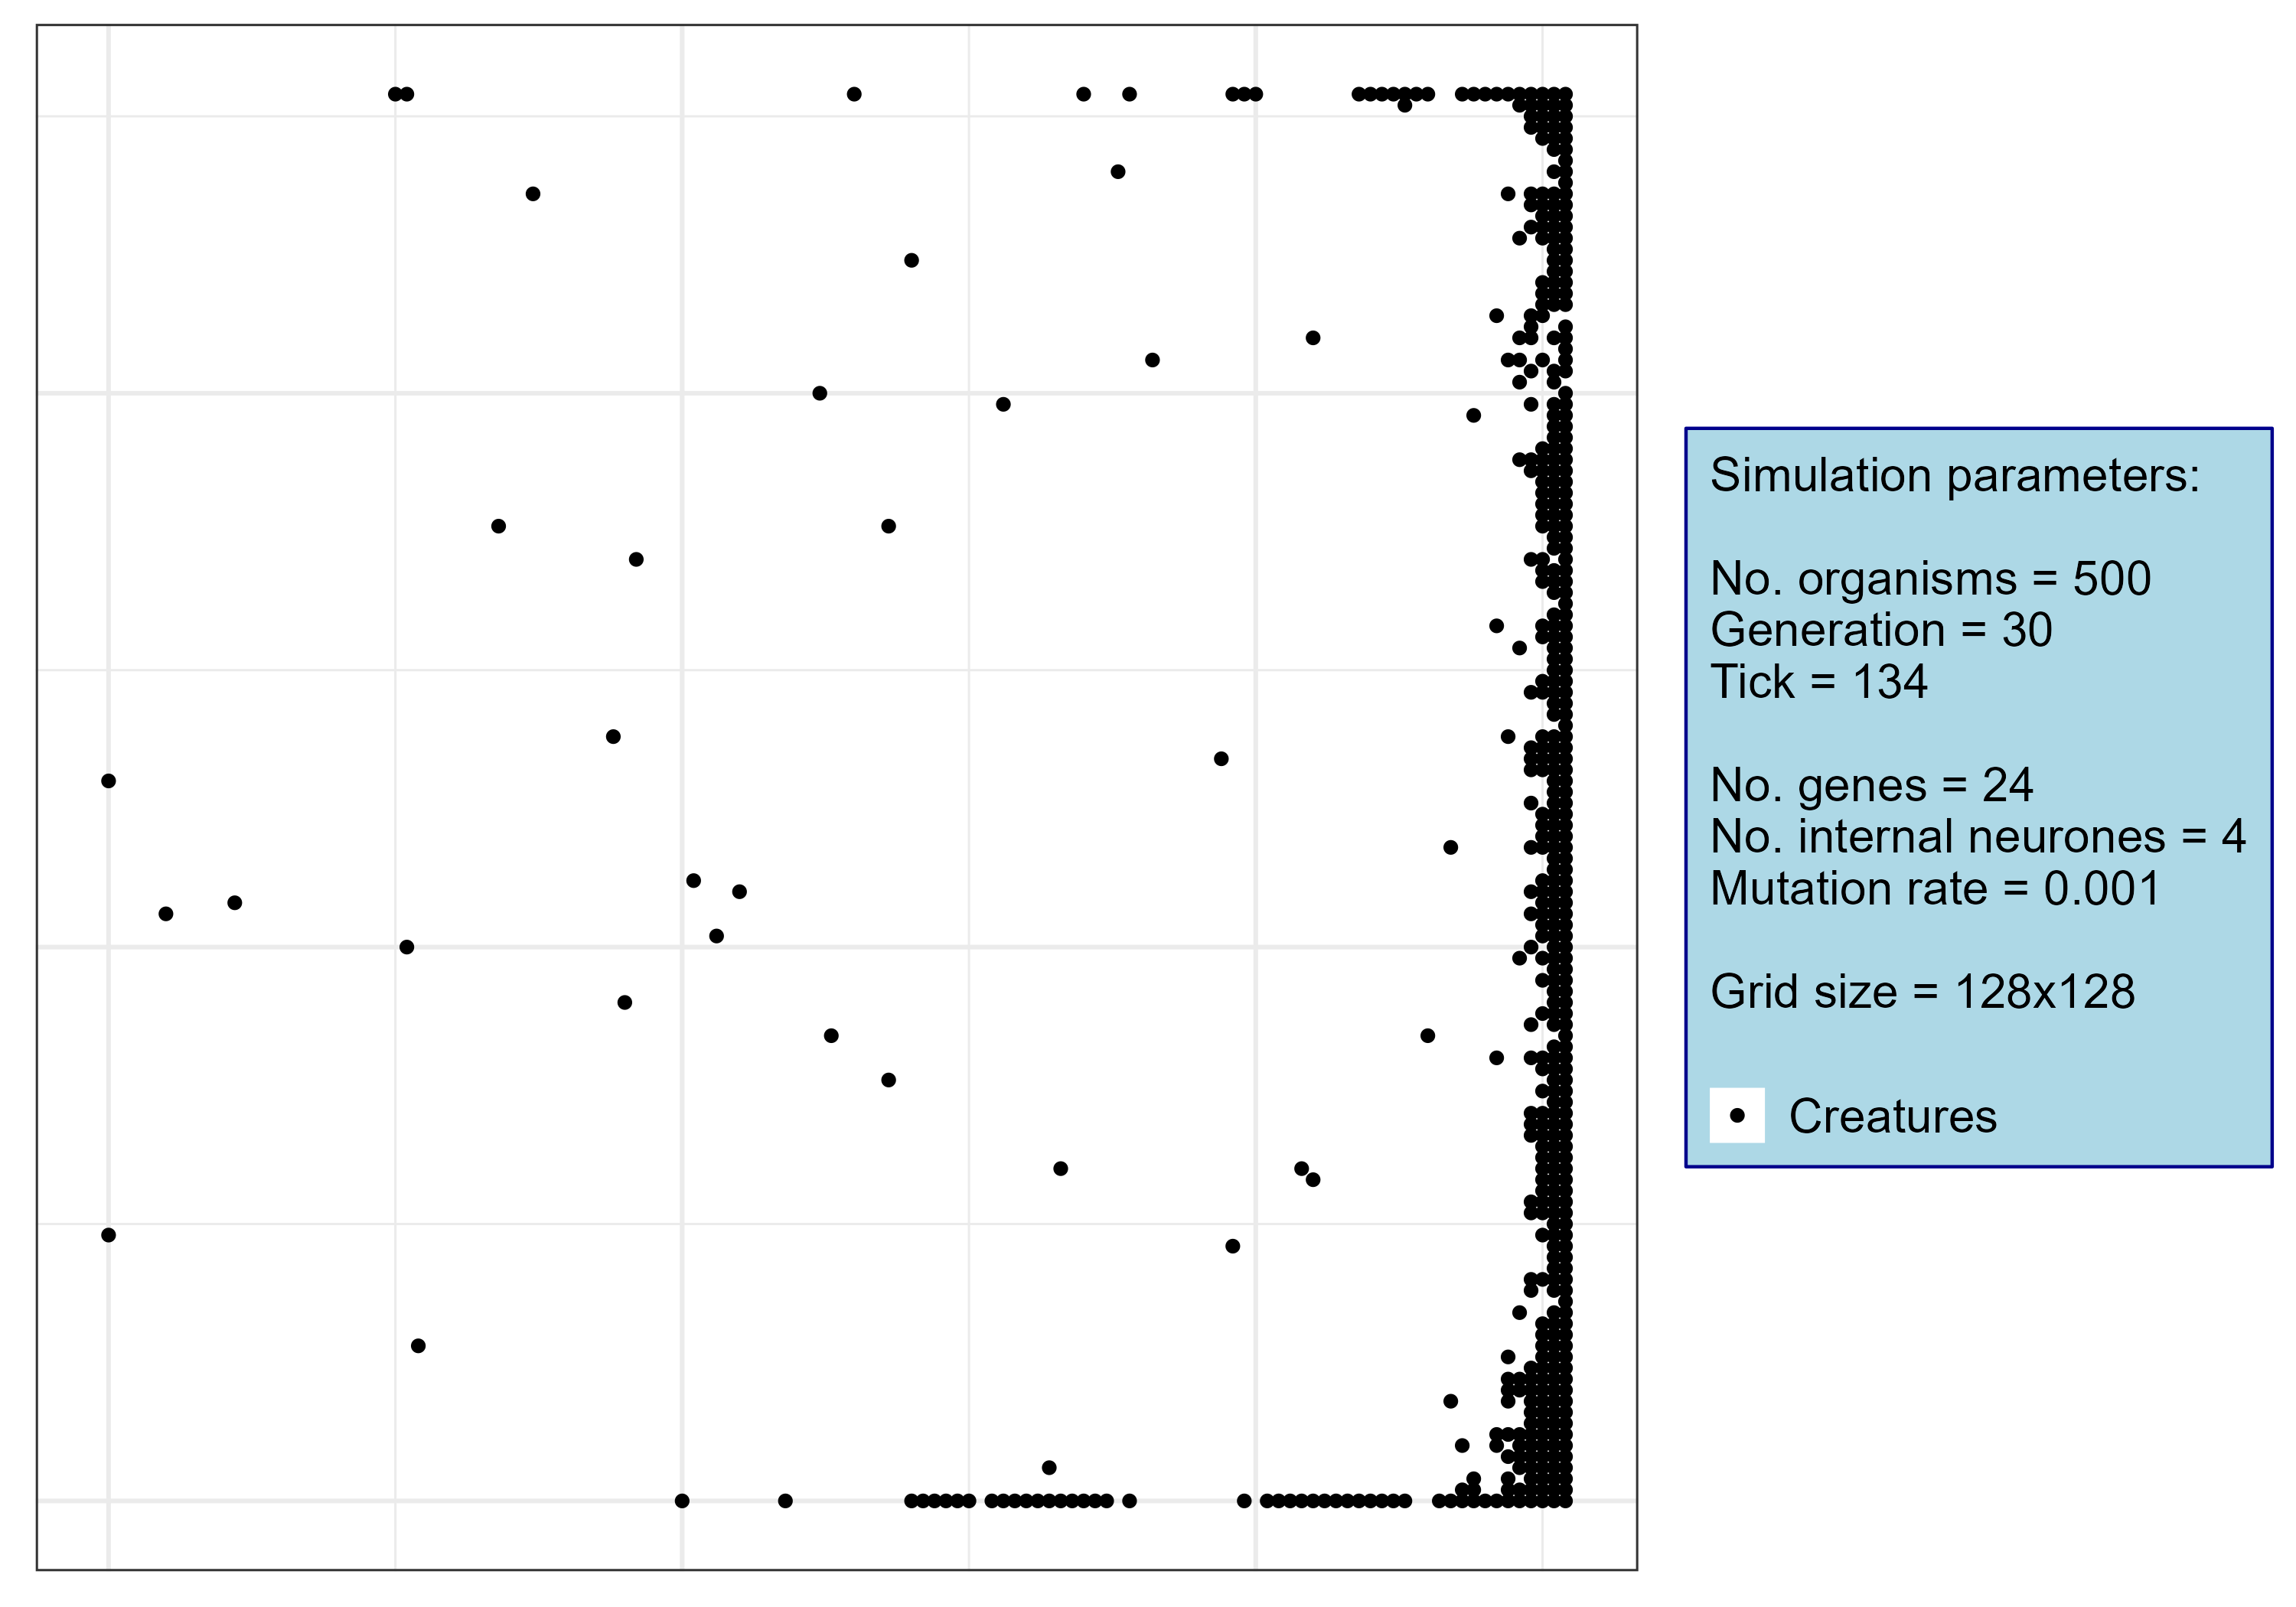 Simulation parameters:
No. organisms = 500
Generation = 30
Tick = 134
No. genes = 24
No. internal neurones = 4
Mutation rate = 0.001
Grid size = 128x128
Creatures